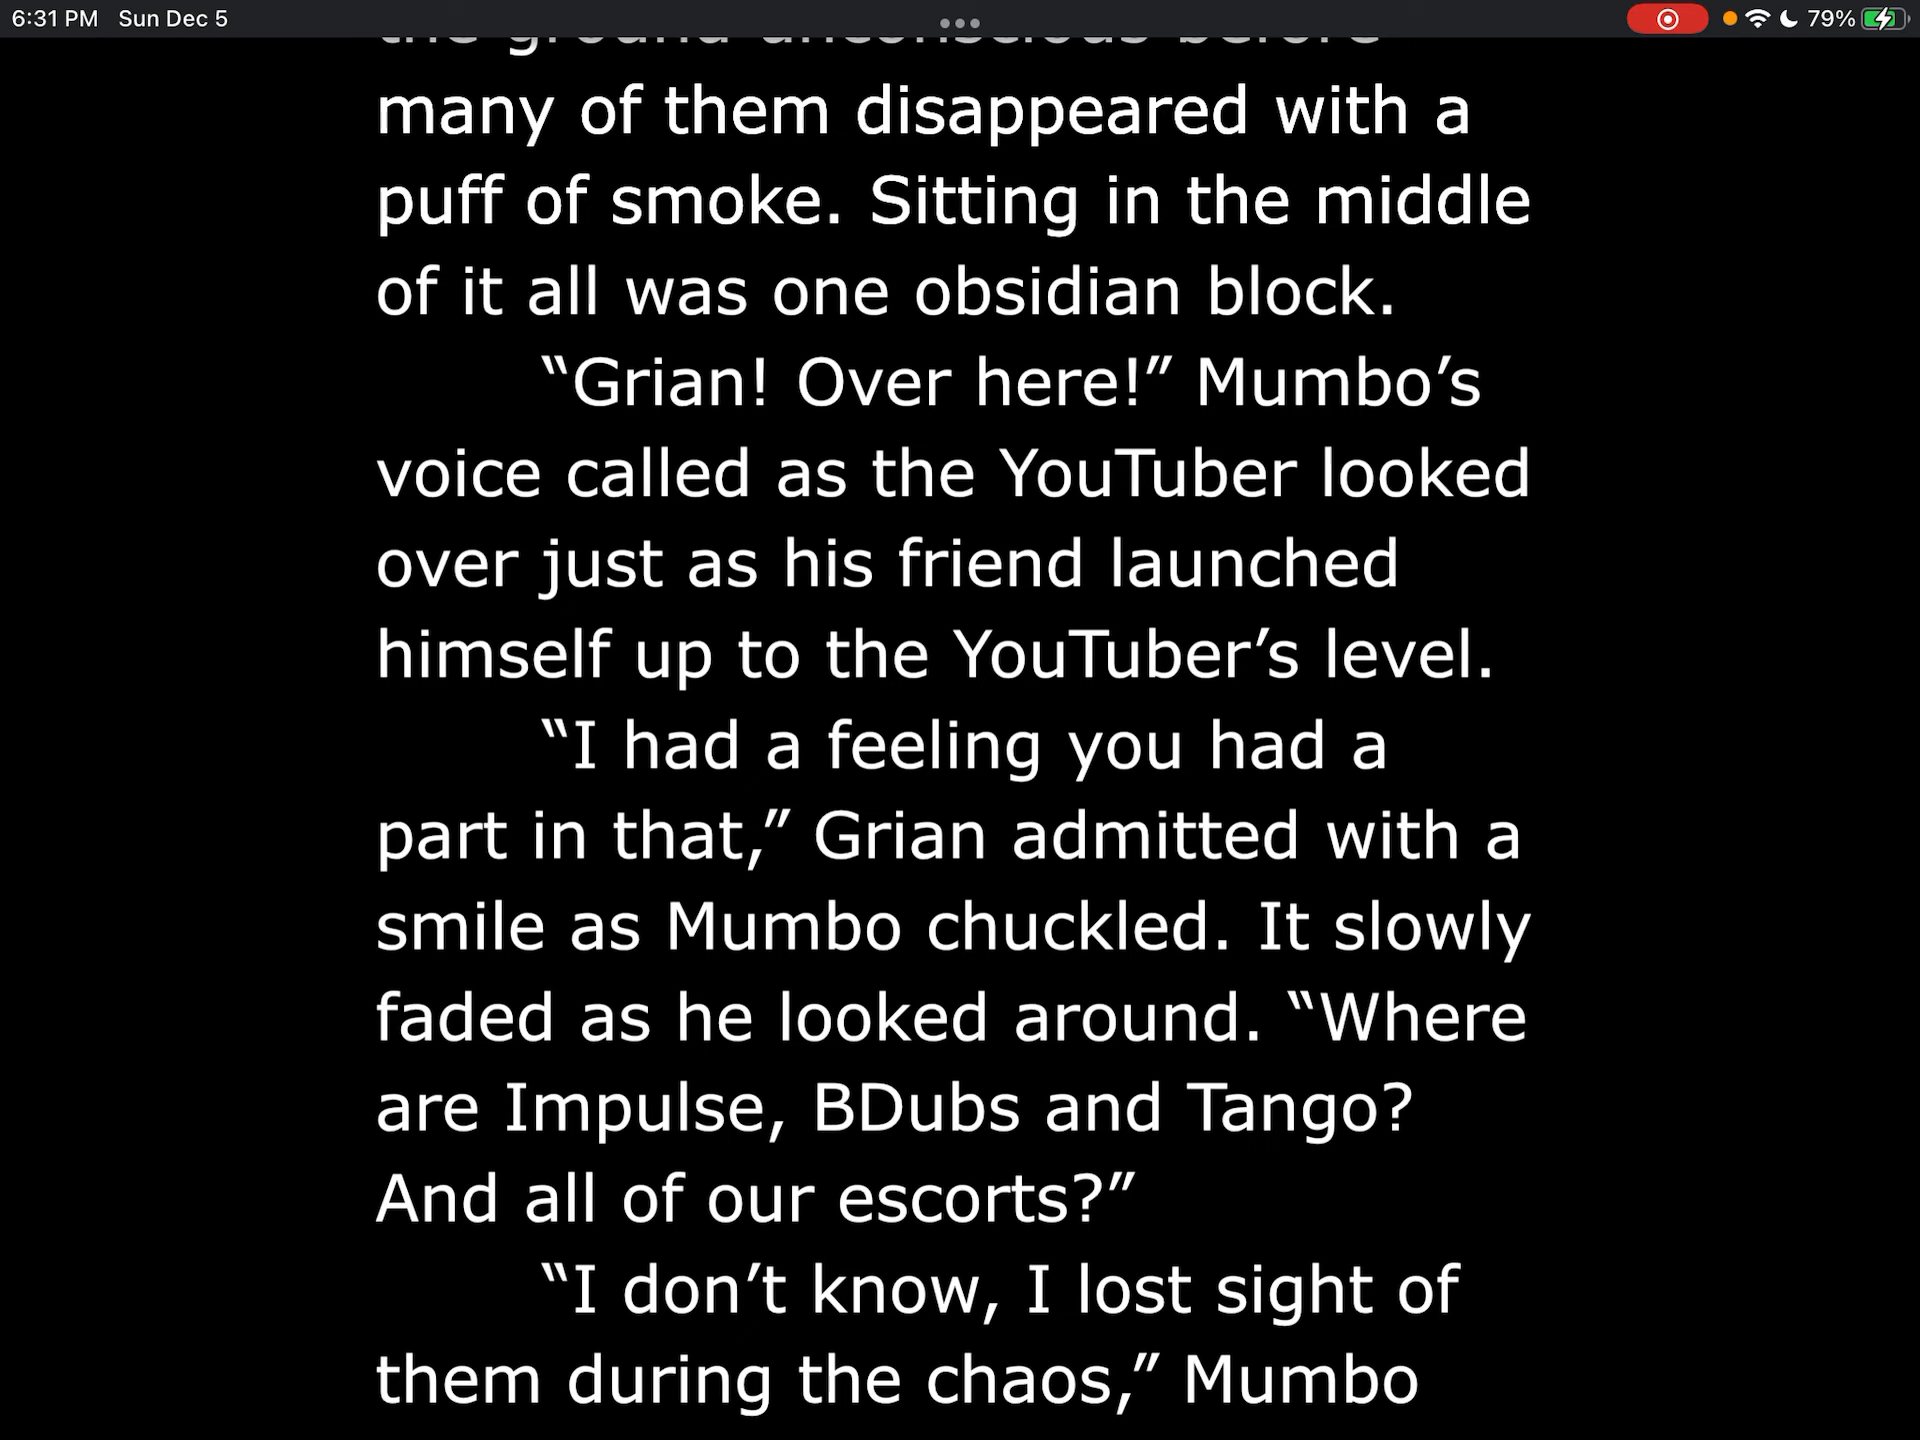 6:31 PM Sun Dec 5
79%
the ground unconscious before
many of them disappeared with a
puff of smoke. Sitting in the middle
of it all was one obsidian block.
“Grian! Over here!” Mumbo’s
voice called as the YouTuber looked
over just as his friend launched
himself up to the YouTuber’s level.
“I had a feeling you had a
part in that,” Grian admitted with a
smile as Mumbo chuckled. It slowly
faded as he looked around. “Where
are Impulse, BDubs and Tango?
And all of our escorts?”
“I don’t know, I lost sight of
them during the chaos,” Mumbo